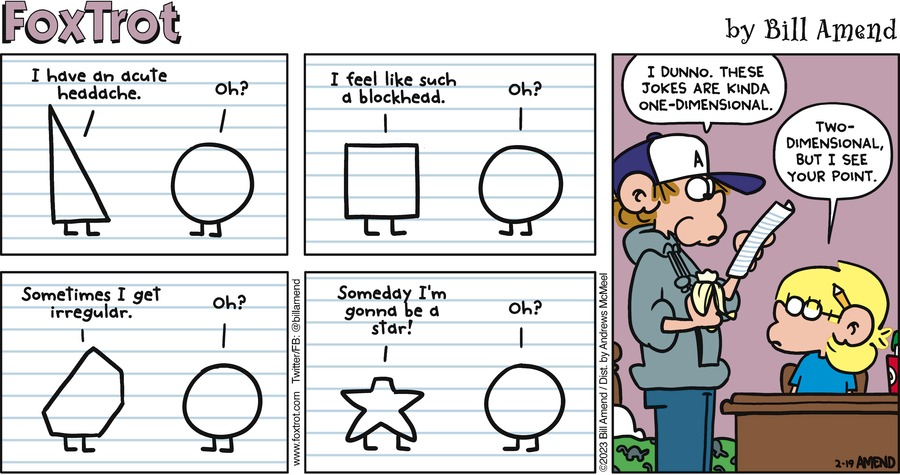 FoxTrot
by Bill Amend
I have an acute
headache.
Oh?
I feel like such
a blockhead.
Oh?
Sometimes I get
irregular.
Oh?
www.foxtrot.com Twitter/FB: @billamend
Someday I'm
gonna be a
star!
Oh?
©2023 Bill Amend / Dist. by Andrews McMeel
I DUNNO. THESE
JOKES ARE KINDA
ONE-DIMENSIONAL.
A
TWO-
DIMENSIONAL,
BUT I SEE
YOUR POINT.
2-19 AMEND